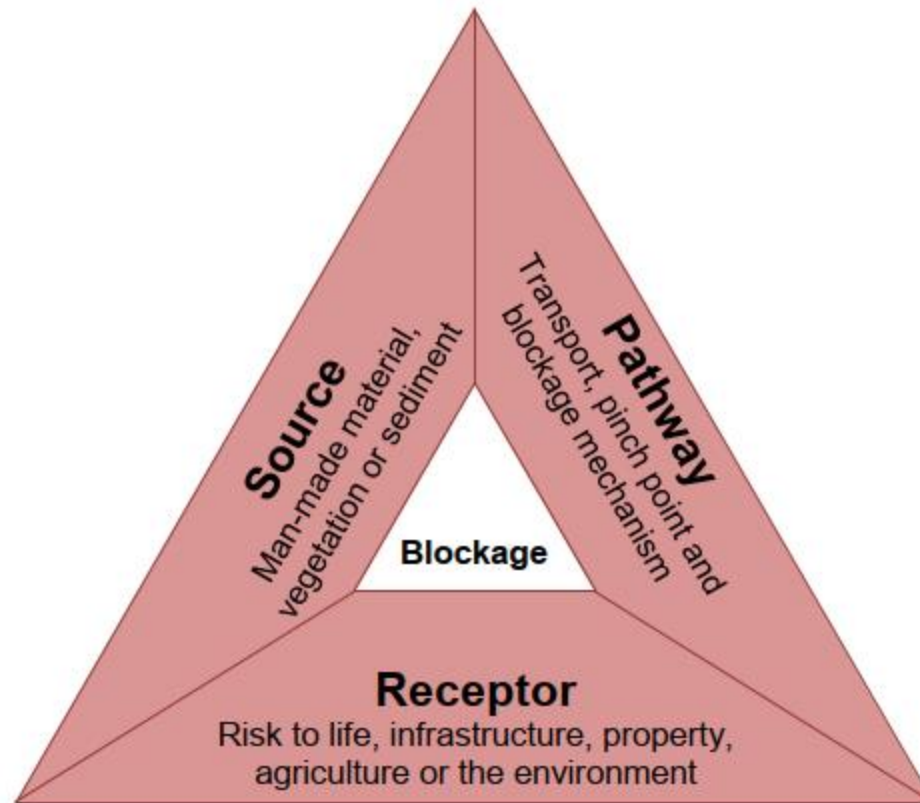 Source
Man-made material,
vegetation or sediment
Pathway
Transport, pinch point and
blockage mechanism
Blockage
Receptor
Risk to life, infrastructure, property,
agriculture or the environment